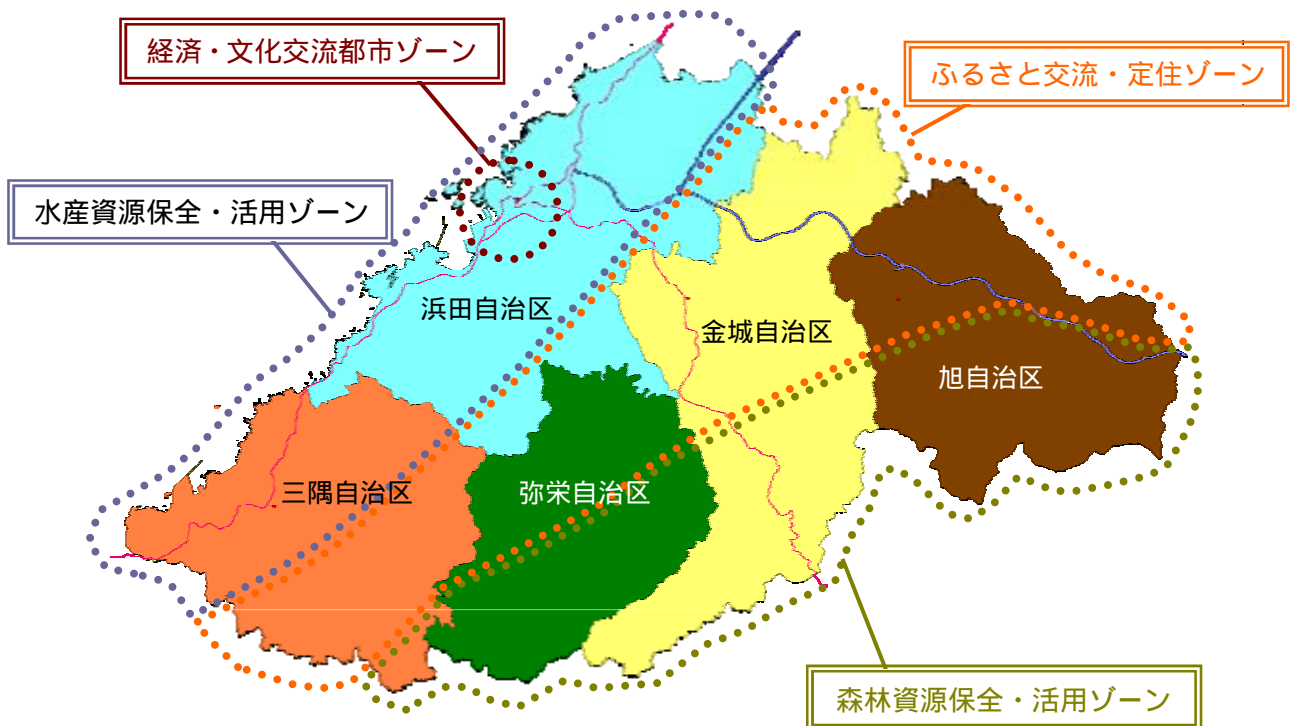 経済・文化交流都市ゾーン
ふるさと交流・定住ゾーン
水産資源保全・活用ゾーン
浜田自治区
金城自治区
旭自治区
三隅自治区
弥栄自治区
森林資源保全・活用ゾーン